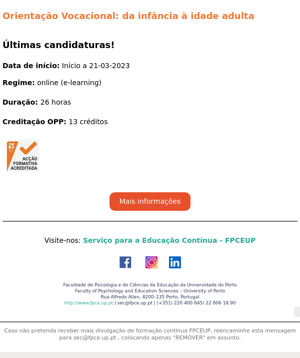 Orientação Vocacional: da infância à idade adulta
Últimas candidaturas!
Data de início: Início a 21-03-2023
Regime: online (e-learning)
Duração: 26 horas
Creditação OPP: 13 créditos
ACÇÃO
FORMATIVA
ACREDITADA
Mais informações
Visite-nos: Serviço para a Educação Contínua - FPCEUP
Faculdade de Psicologia e de Ciências da Educação da Universidade do Porto
Faculty of Psychology and Education Sciences – University of Porto
Rua Alfredo Allen, 4200-135 Porto, Portugal
http://www.fpce.up.pt | sec@fpce.up.pt | (+351) 220 400 645/ 22 608 18 90
Caso não pretenda receber mais divulgação de formação contínua FPCEUP, reencaminhe esta mensagem
para sec@fpce.up.pt , colocando apenas "REMOVER" em assunto.